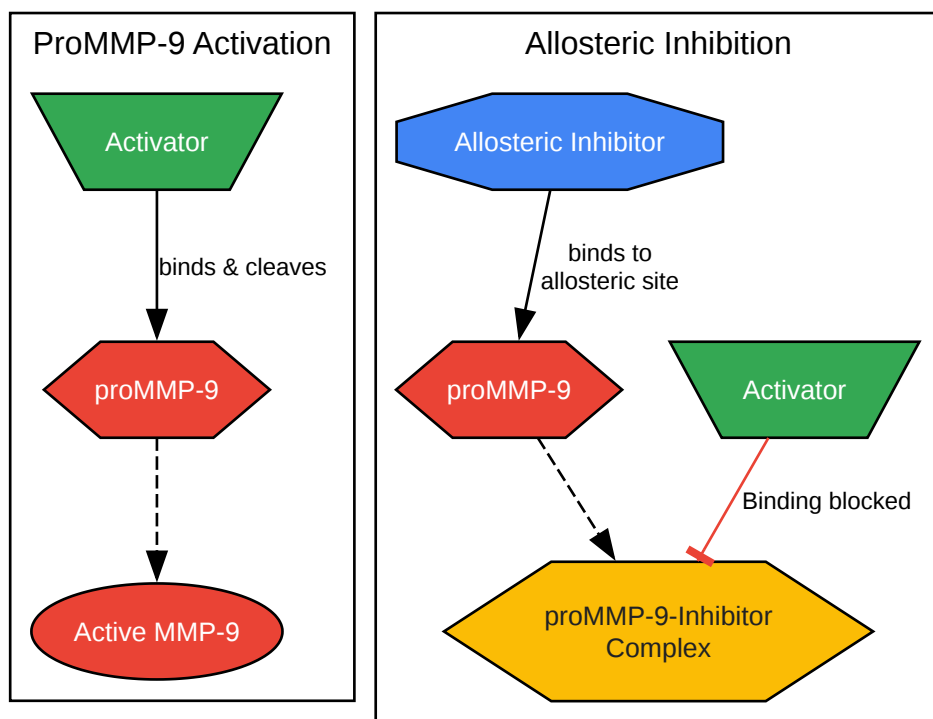 ProMMP-9 Activation
Activator
binds & cleaves
proMMP-9
Active MMP-9
Allosteric Inhibition
Allosteric Inhibitor
binds to
allosteric site
proMMP-9
Activator
Binding blocked
proMMP-9-Inhibitor
Complex